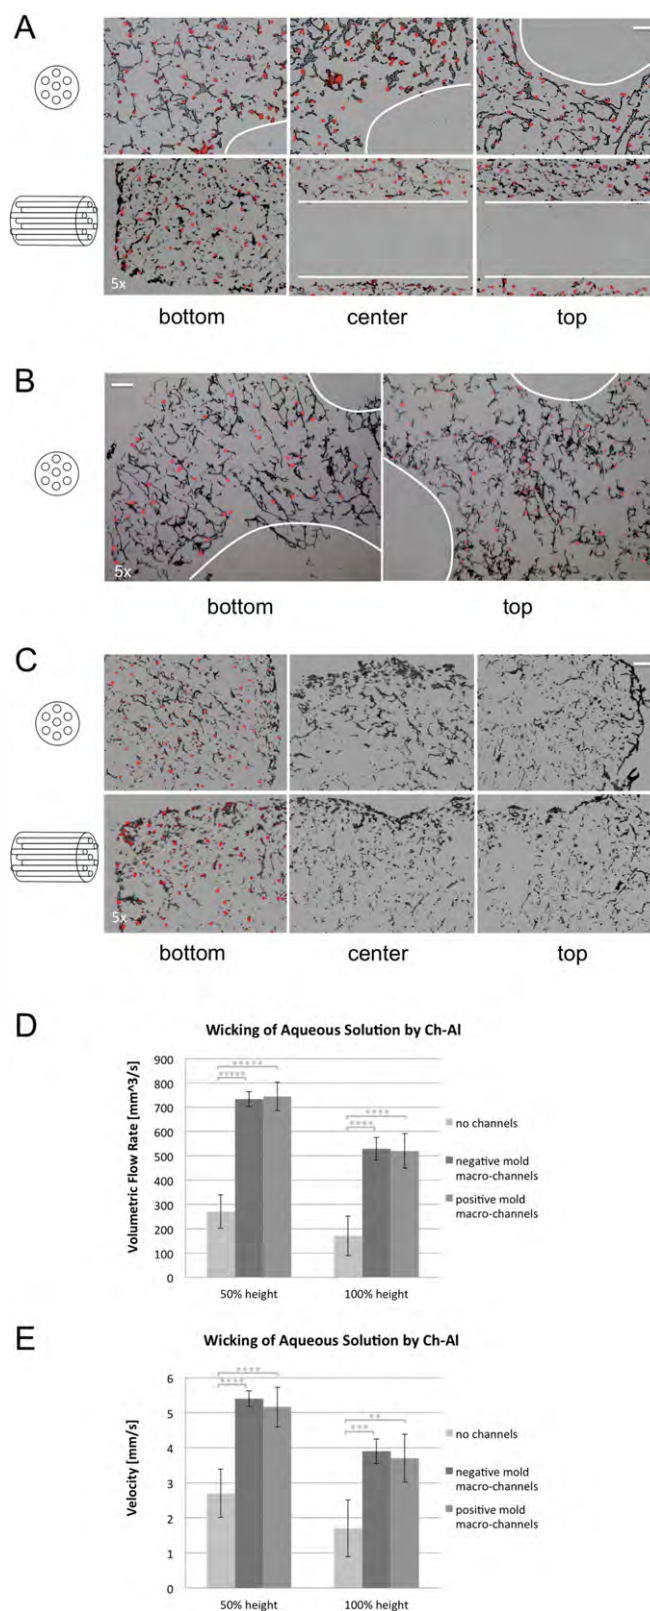 A
5x
bottom
center
top
B
5x
bottom
top
C
5x
bottom
center
top
D
Wicking of Aqueous Solution by Ch-Al
Volumetric Flow Rate [mm^3/s]
900
800
700
600
500
400
300
200
100
0
*****
*****
****
****
50% height
100% height
no channels
negative mold
macro-channels
positive mold
macro-channels
E
Wicking of Aqueous Solution by Ch-Al
Velocity [mm/s]
6
5
4
3
2
1
0
****
****
**
***
50% height
100% height
no channels
negative mold
macro-channels
positive mold
macro-channels